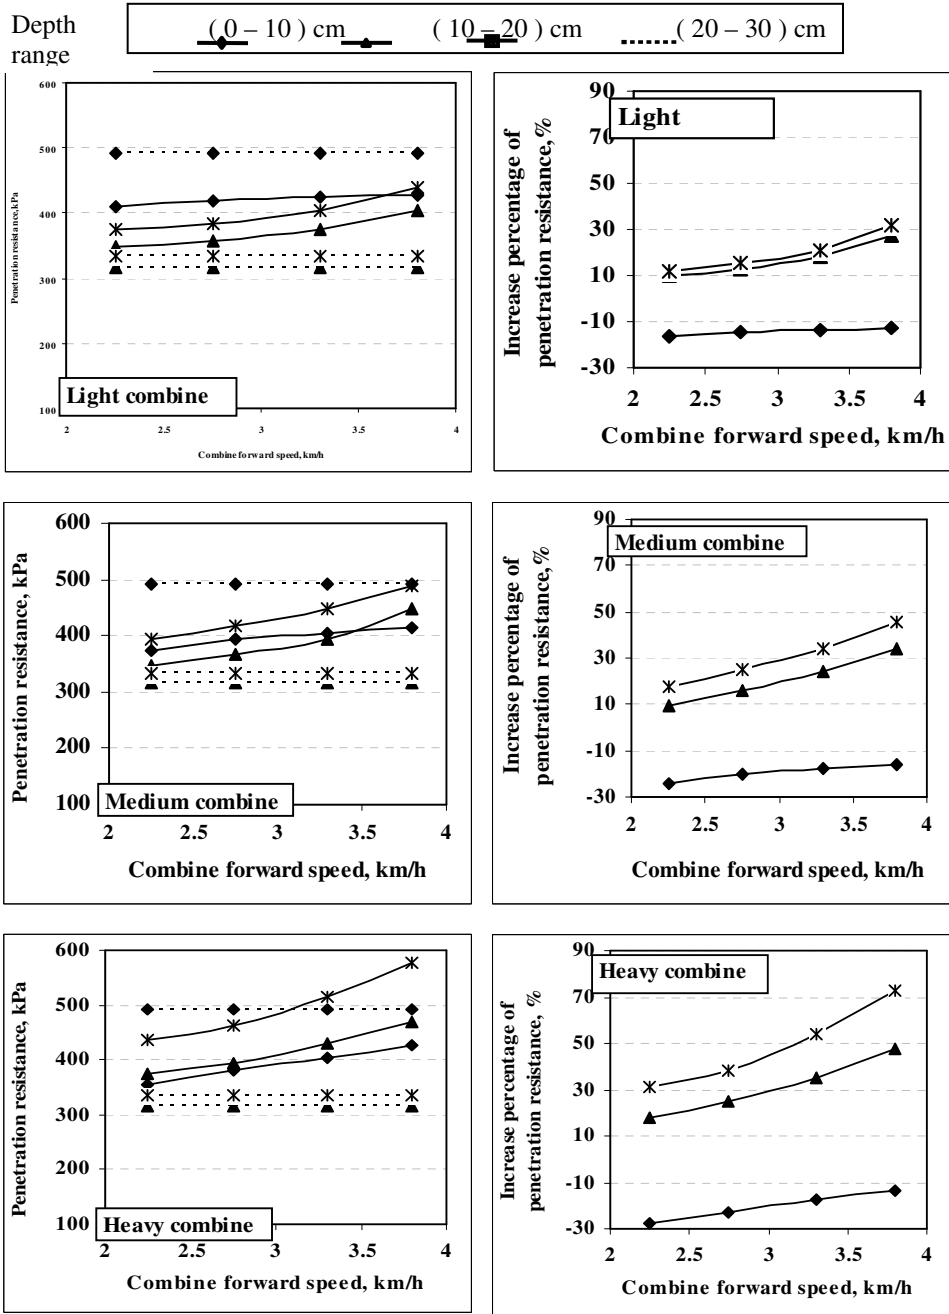 Depth range
( 0 – 10 ) cm ( 10 – 20 ) cm ( 20 – 30 ) cm
600
500
400
300
200
100
Penetration resistance,kPa
Light combine
2 2.5 3 3.5 4
Combine forward speed, km/h
90
70
50
30
10
-10
-30
Increase percentage of
penetration resistance,%
Light
2 2.5 3 3.5 4
Combine forward speed, km/h
600
500
400
300
200
100
Penetration resistance, kPa
Medium combine
2 2.5 3 3.5 4
Combine forward speed, km/h
90
70
50
30
10
-10
-30
Increase percentage of
penetration resistance,%
Medium combine
2 2.5 3 3.5 4
Combine forward speed, km/h
600
500
400
300
200
100
Penetration resistance, kPa
Heavy combine
2 2.5 3 3.5 4
Combine forward speed, km/h
90
70
50
30
10
-10
-30
Increase percentage of
penetration resistance, %
Heavy combine
2 2.5 3 3.5 4
Combine forward speed, km/h